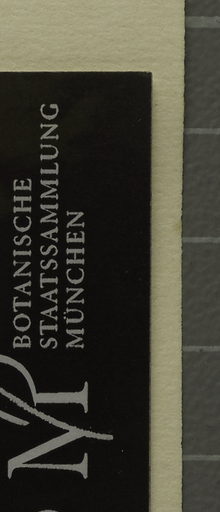 BOTANISCHE
STAATSSAMMLUNG
MÜNCHEN
M